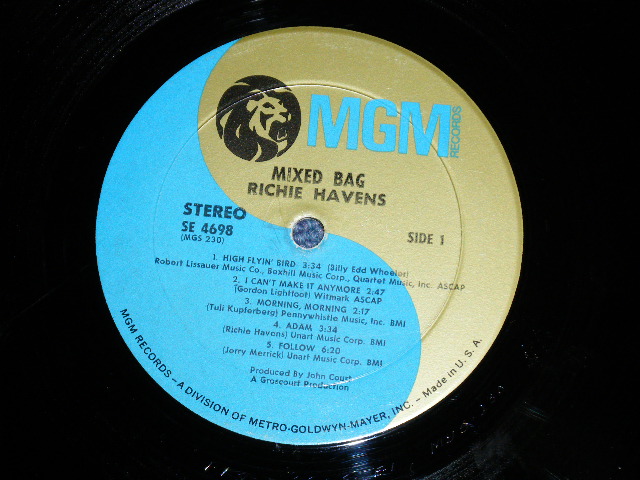 MGM
RECORDS
MIXED BAG
RICHIE HAVENS
STEREO
SE 4698
(MGS 230)
SIDE 1
1. HIGH FLYIN' BIRD 3:34 (Billy Edd Wheeler)
Robert Lissauer Music Co., Boxhill Music Corp., Quartet Music, Inc. ASCAP
2. I CAN'T MAKE IT ANYMORE 2:47
(Gordon Lightfoot) Witmark ASCAP
3. MORNING, MORNING 2:17
(Tuli Kupferberg) Pennywhistle Music, Inc. BMI
4. ADAM 3:34
(Richie Havens) Unart Music Corp. BMI
5. FOLLOW 6:20
(Jerry Merrick) Unart Music Corp. BMI
Produced By John Court
A Groscourt Production
MGM RECORDS – A DIVISION OF METRO-GOLDWYN-MAYER, INC. – Made in U. S. A.